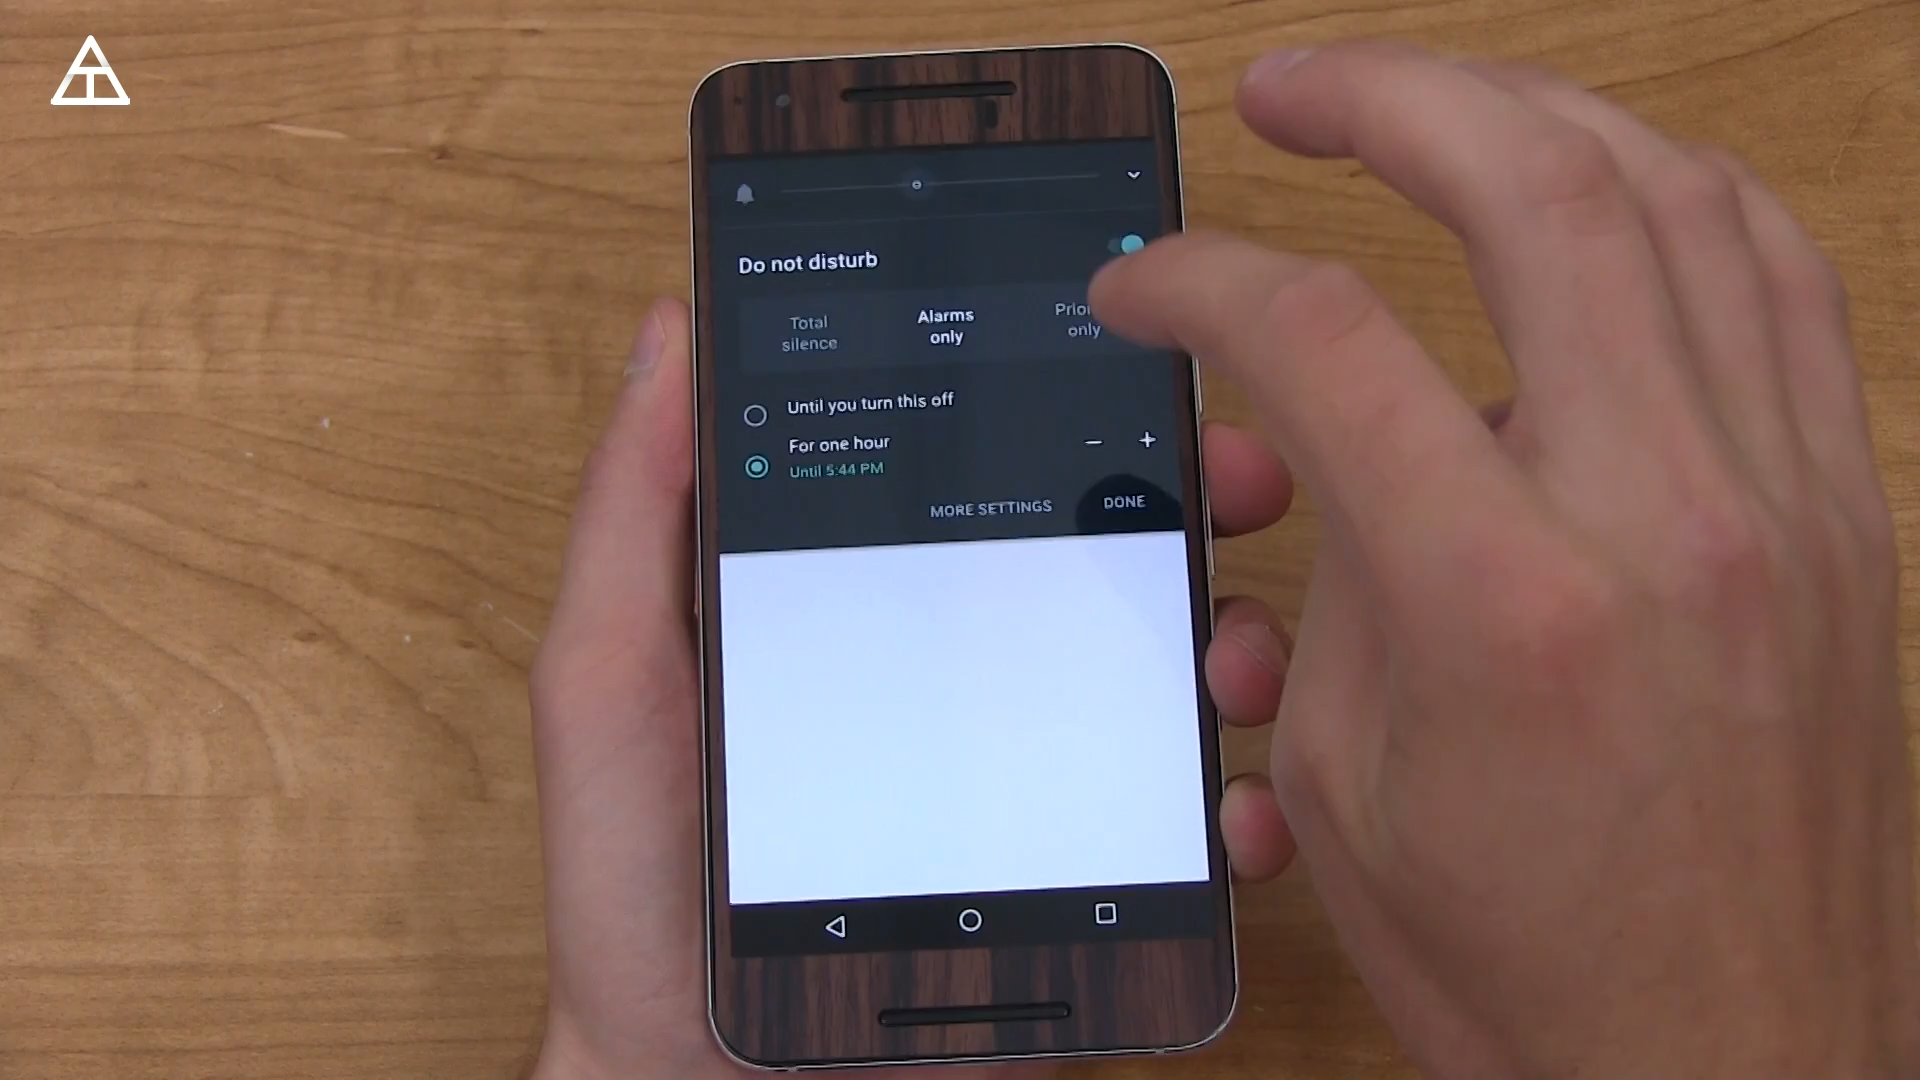 Do not disturb
Total
silence
Alarms
only
only
Until you turn this off
For one hour
Until 5:44 PM
MORE SETTINGS
DONE